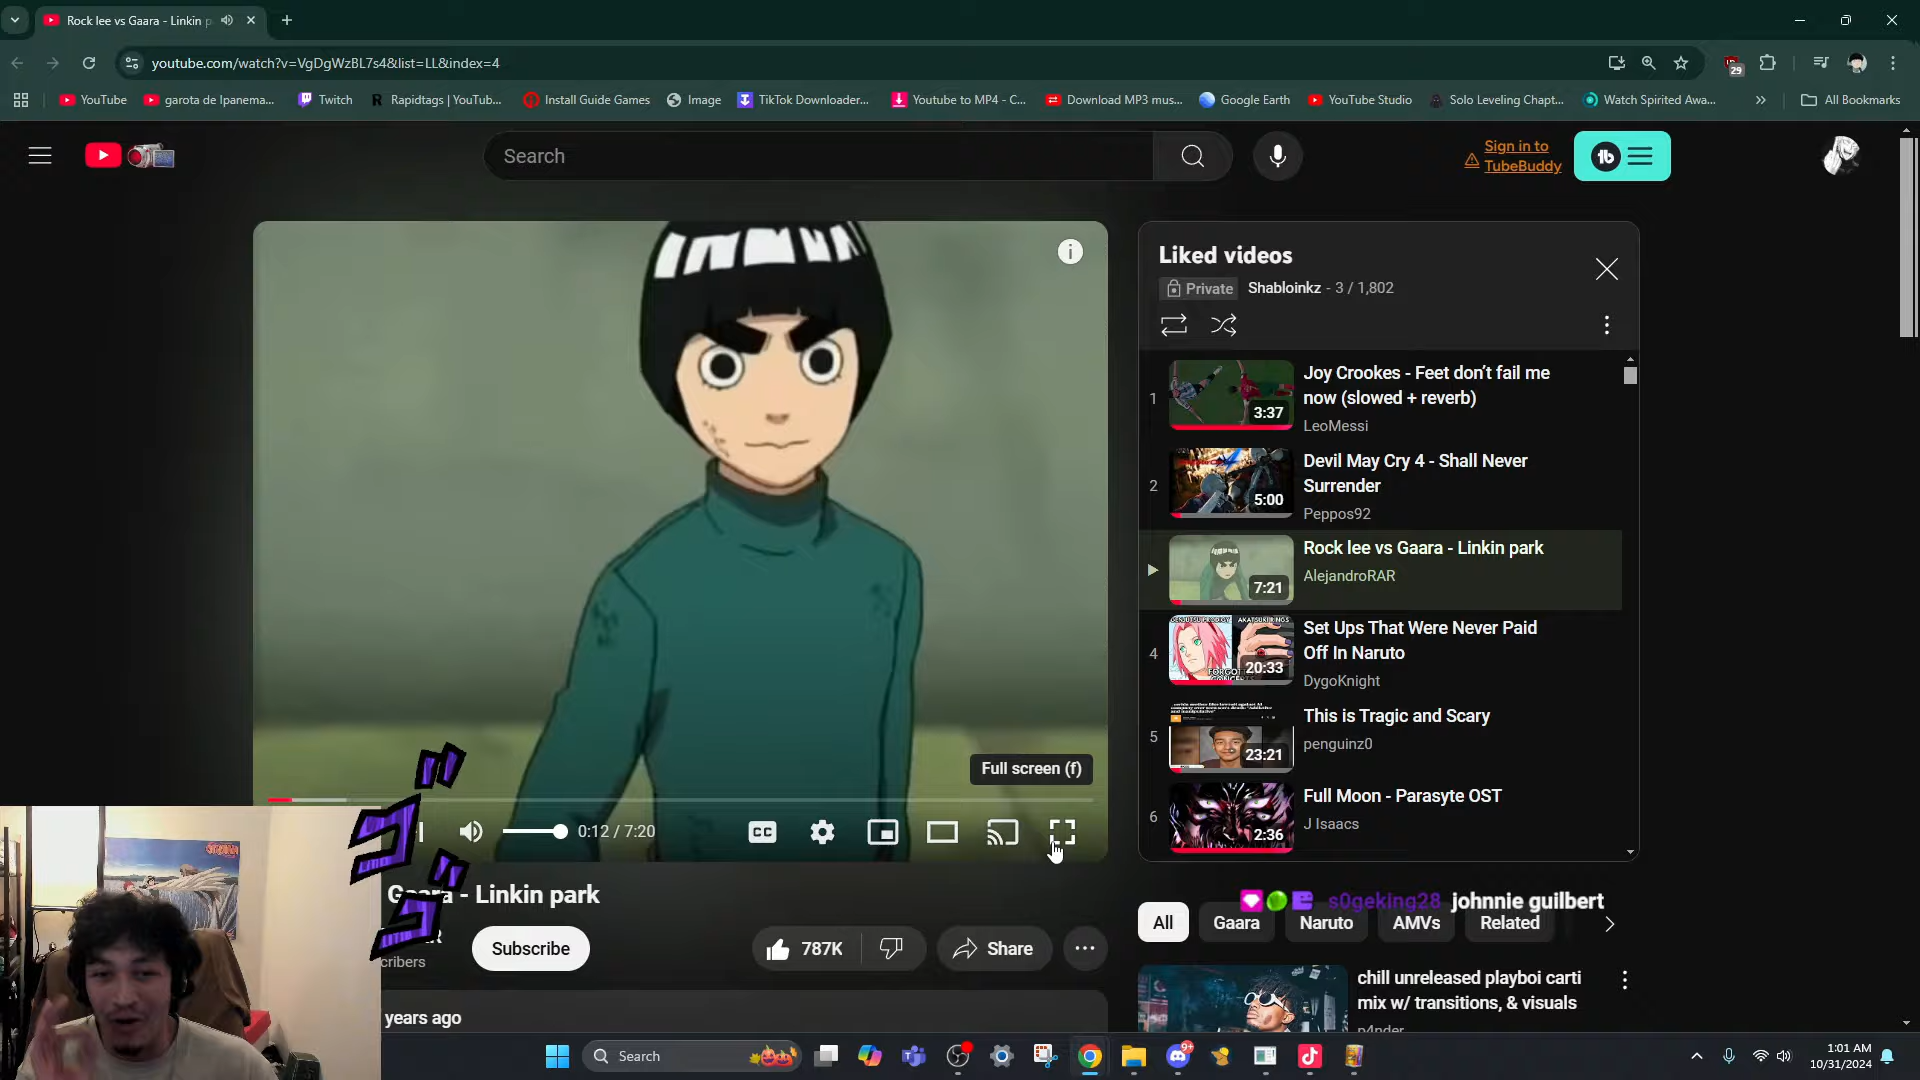 Rock lee vs Gaara - Linkin p
youtube.com/watch?v=VgDgWzBL7s4&list=LL&index=4
29
YouTube
garota de Ipanema...
Twitch
Rapidtags | YouTub...
Install Guide Games
Image
TikTok Downloader...
Youtube to MP4 - C...
Download MP3 mus...
Google Earth
YouTube Studio
Solo Leveling Chapt...
Watch Spirited Awa...
All Bookmarks
Search
Sign in to
TubeBuddy
Liked videos
Private
Shabloinkz - 3 / 1,802
1
3:37
Joy Crookes - Feet don't fail me
now (slowed + reverb)
LeoMessi
2
5:00
Devil May Cry 4 - Shall Never
Surrender
Peppos92
7:21
Rock lee vs Gaara - Linkin park
AlejandroRAR
4
20:33
Set Ups That Were Never Paid
Off In Naruto
DygoKnight
5
23:21
This is Tragic and Scary
penguinz0
6
2:36
Full Moon - Parasyte OST
J Isaacs
Full screen (f)
0:12 / 7:20
CC
ゴゴ
Gaara - Linkin park
R
cribers
Subscribe
787K
Share
years ago
s0geking28 johnnie guilbert
All
Gaara
Naruto
AMVs
Related
chill unreleased playboi carti
mix w/ transitions, & visuals
p4nder
Search
9+
1:01 AM
10/31/2024